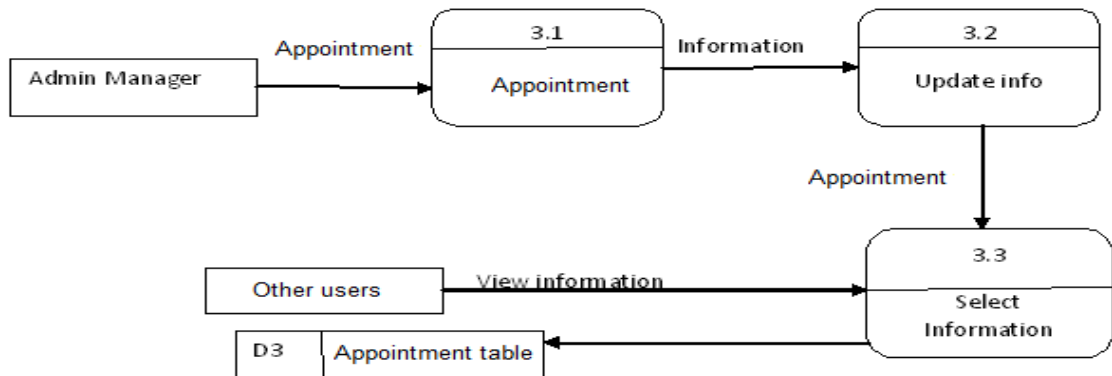 3.1
3.2
Appointment
Information
Admin Manager
Appointment
Update info
Appointment
3.3
Other users
View information
Select
Information
D3
Appointment table